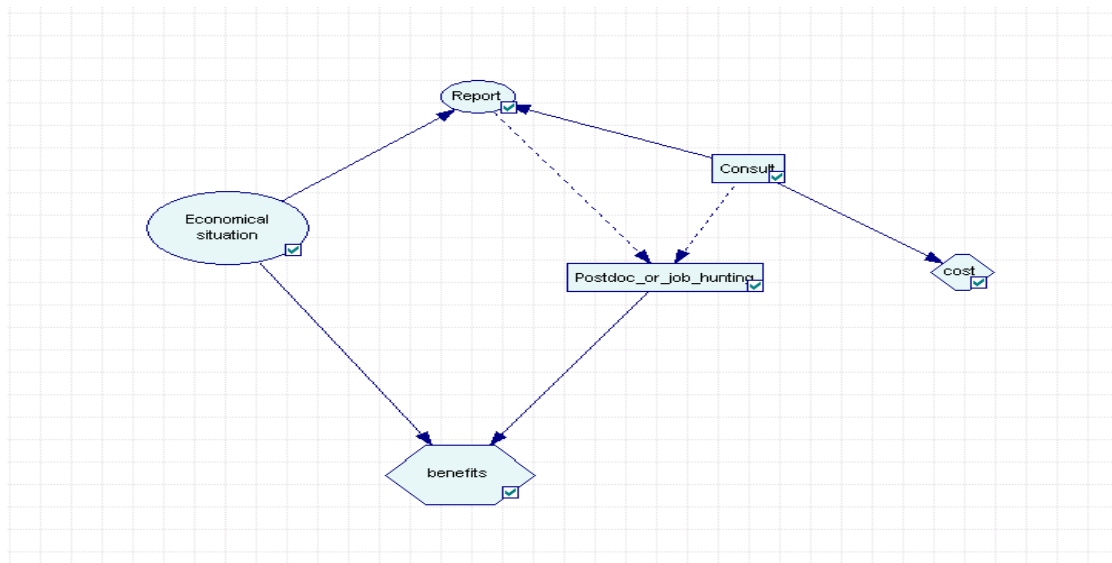 Report
Consult
Economical
situation
cost
Postdoc_or_job_hunting
benefits